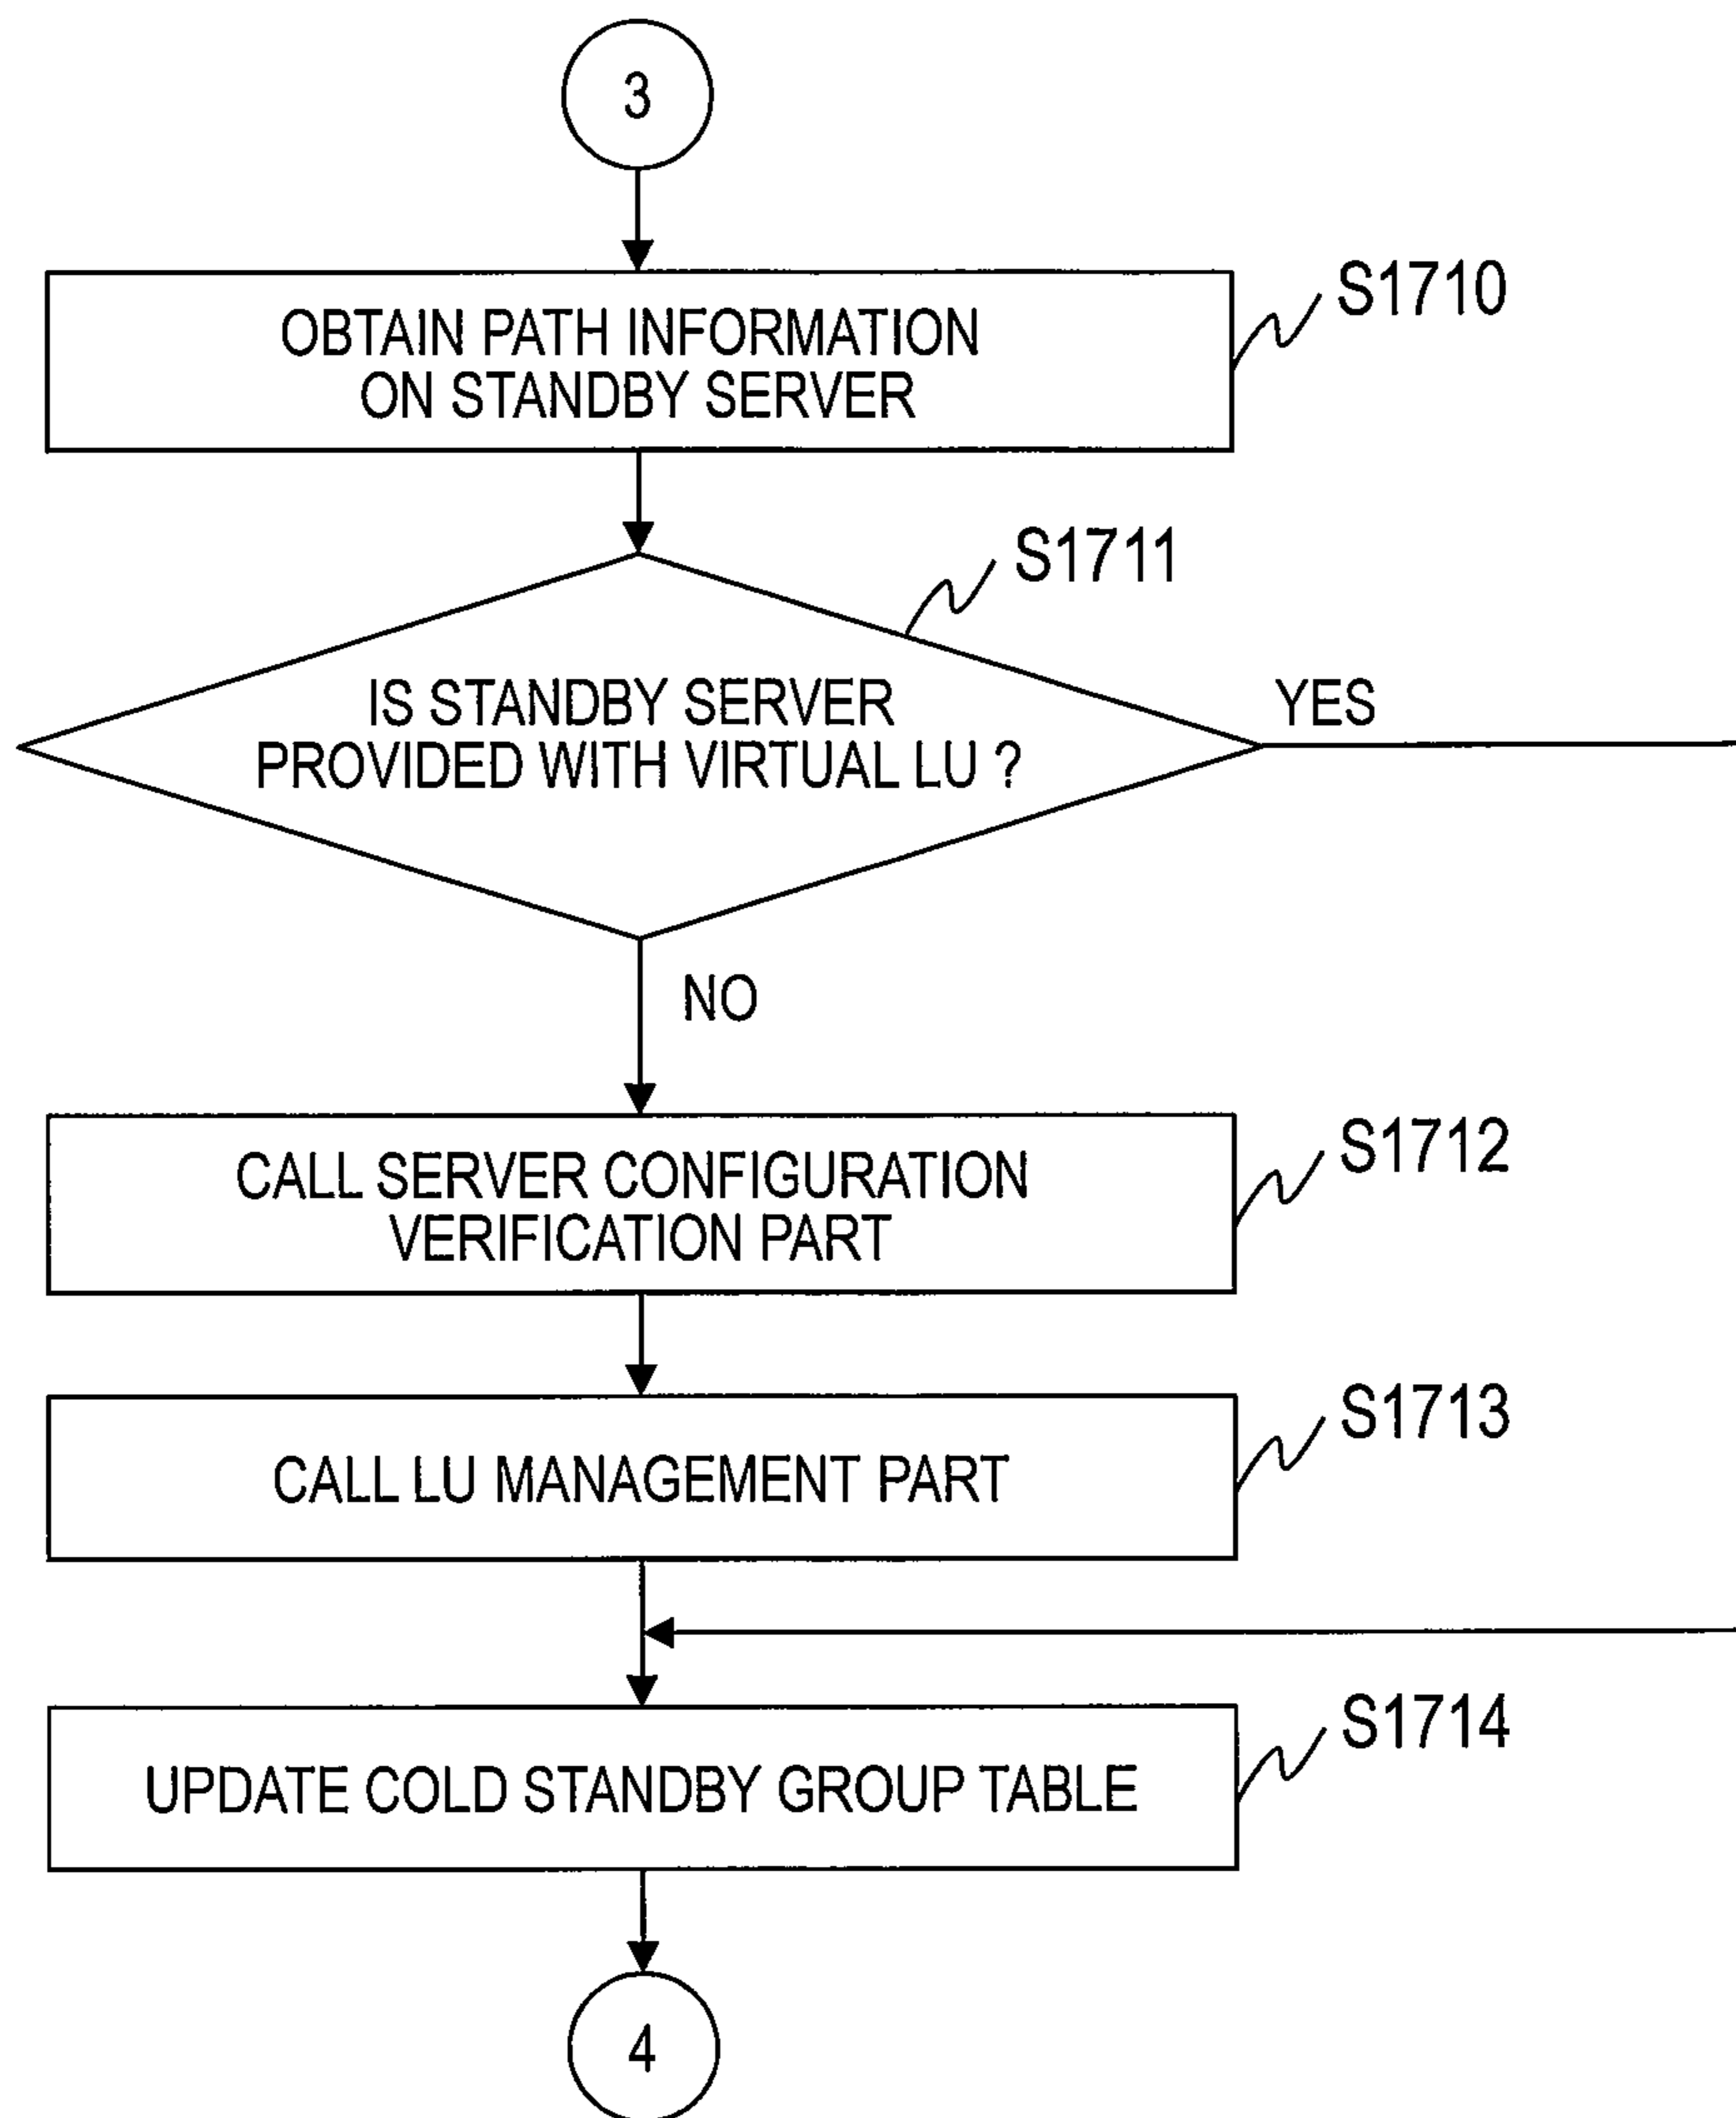 3
OBTAIN PATH INFORMATION
ON STANDBY SERVER
S1710
S1711
IS STANDBY SERVER
PROVIDED WITH VIRTUAL LU ?
YES
NO
CALL SERVER CONFIGURATION
VERIFICATION PART
S1712
CALL LU MANAGEMENT PART
S1713
UPDATE COLD STANDBY GROUP TABLE
S1714
4